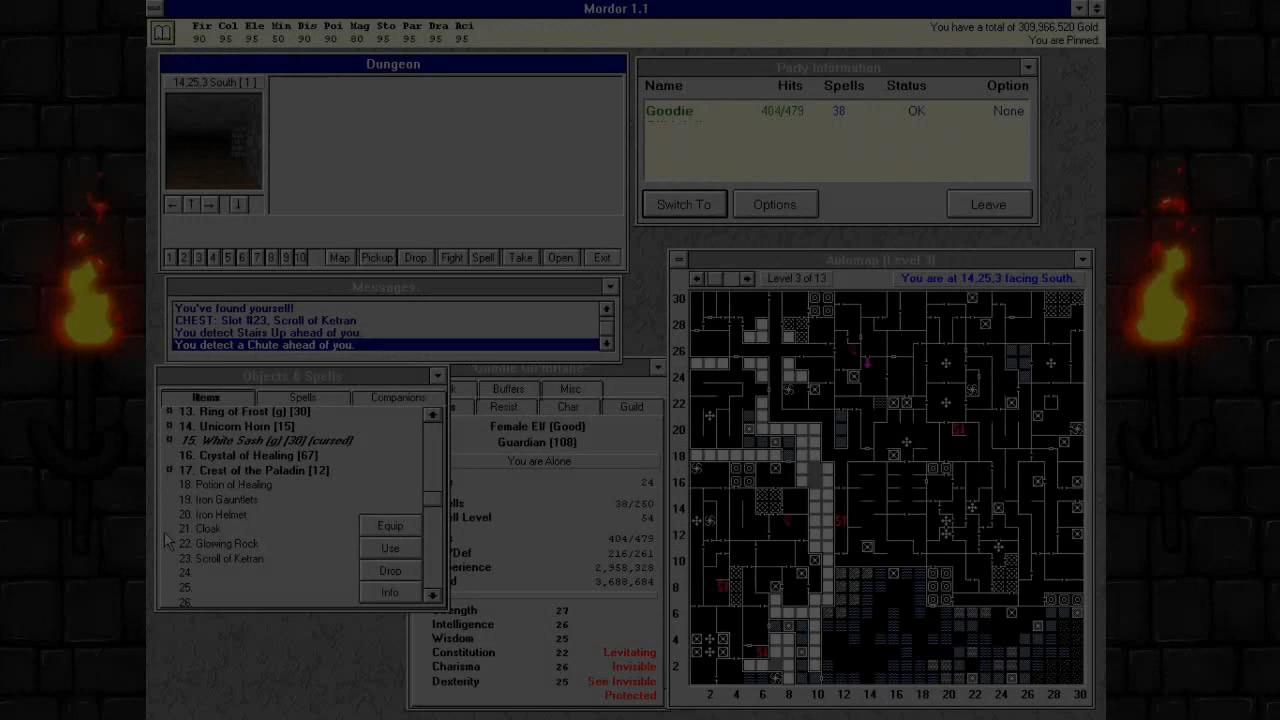 Mordor 1.1
Fir Col Ele Min Dis Poi Mag Sto Par Dra Aci
90 95 95 50 90 95 80 95 95 95 95
You have a total of 309,966,520 Gold.
You are Pinned.
Dungeon
14,25,3 South [ 1 ]
1 2 3 4 5 6 7 8 9 10 Map Pickup Drop Fight Spell Take Open Exit
Party Information
Name Hits Spells Status Option
Goodie 404/479 38 OK None
Switch To Options Leave
Messages
You've found yourself!
CHEST: Slot #23, Scroll of Ketran
You detect Stairs Up ahead of you.
You detect a Chute ahead of you.
Objects & Spells
Items Spells Companions
13. Ring of Frost (g) [30]
14. Unicorn Horn [15]
15. White Sash (g) [30] (cursed)
16. Crystal of Healing [67]
17. Crest of the Paladin [12]
18. Potion of Healing
19. Iron Gauntlets
20. Iron Helmet
21. Cloak
22. Glowing Rock
23. Scroll of Ketran
24.
25.
26.
Equip
Use
Drop
Info
Buffers Misc
Resist Char Guild
Female Elf (Good)
Guardian (108)
You are Alone
24
38/250
54
404/479
216/261
2,958,328
3,688,684
27
Intelligence 26
Wisdom 25
Constitution 22
Charisma 26
Dexterity 25
Levitating
Invisible
See Invisible
Protected
Automap [Level 3]
Level 3 of 13
You are at 14,25,3 facing South.
30
28
26
24
22
20
18
16
14
12
10
8
6
4
2
2 4 6 8 10 12 14 16 18 20 22 24 26 28 30